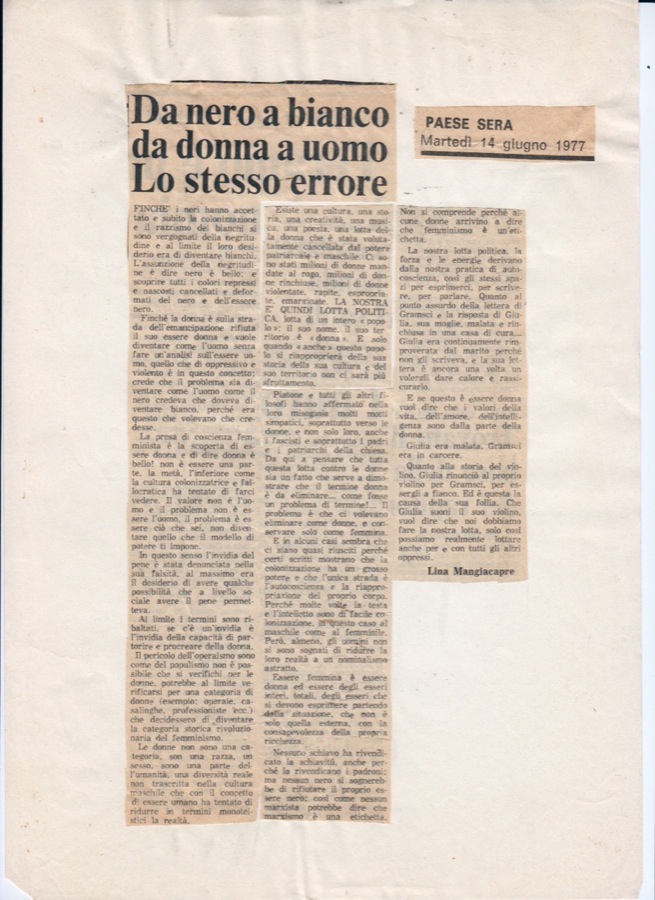 Da nero a bianco
da donna a uomo
Lo stesso errore
PAESE SERA
Martedì 14 giugno 1977
FINCHE' i neri hanno accet-
tato e subito la colonizzazione
e il razzismo dei bianchi si
sono vergognati della negritu-
dine e al limite il loro desi-
derio era di diventare bianchi.
L'assunzione della negritudi-
ne è dire nero è bello: e
scoprire tutti i colori repressi
e nascosti cancellati e defor-
mati del nero e dell'essere
nero.
Finché la donna è sulla stra-
da dell'emancipazione rifiuta
il suo essere donna e vuole
diventare come l'uomo senza
fare un'analisi sull'essere uo-
mo, quello che di oppressivo e
violento è in questo concetto;
crede che il problema sia di-
ventare come l'uomo come il
nero credeva che doveva di-
ventare bianco, perché era
questo che volevano che cre-
desse.
La presa di coscienza fem-
minista è la scoperta di es-
sere donna e di dire donna è
bello! non è essere una par-
te, la metà, l'inferiore come
la cultura colonizzatrice e fal-
locratica ha tentato di farci
vedere. Il valore non è l'uo-
mo e il problema non è es-
sere l'uomo, il problema è es-
sere ciò che sei, non diven-
tare quello che il modello di
potere ti impone.
In questo senso l'invidia del
pene è stata denunciata nella
sua falsità, al massimo era
il desiderio di avere qualche
possibilità che a livello so-
ciale avere il pene permet-
teva.
Al limite i termini sono ri-
baltati, se c'è un'invidia è
l'invidia della capacità di par-
torire e procreare della donna.
Il pericolo dell'operaismo sono
come del populismo non è pos-
sibile che si verifichi per le
donne, potrebbe al limite ve-
rificarsi per una categoria di
donne (esempio: operaie, ca-
salinghe, professioniste ecc.)
che decidessero di diventare
la categoria storica rivoluzio-
naria del femminismo.
Le donne non sono una ca-
tegoria, son una razza, un
sesso, sono una parte del-
l'umanità, una diversità reale
non trascritta nella cultura
maschile che con il concetto
di essere umano ha tentato di
ridurre in termini monotei-
stici la realtà.
Esiste una cultura, una sto-
ria, una creatività, una musi-
ca, una poesia, una lotta del-
la donna che è stata voluta-
tamente cancellata dal potere
patriarcale e maschile. Ci so-
no stati milioni di donne man-
date al rogo, milioni di don-
ne rinchiuse, milioni di donne
violentate, rapite, espropria-
te, emarginate. LA NOSTRA
E' QUINDI LOTTA POLITI-
CA, lotta di un intero «popo-
lo»; il suo nome, il suo ter-
ritorio è «donna». E solo
quando «anche» questo popo-
lo si riapproprierà della sua
storia della sua cultura e del
suo territorio non ci sarà più
sfruttamento.
Platone e tutti gli altri fi-
losofi hanno affermato nella
loro misoginia molti motti
simpatici, soprattutto verso le
donne, e non solo loro, anche
i fascisti e soprattutto i padri
e i patriarchi della chiesa.
Da qui a pensare che tutta
questa lotta contro le donne
sia un fatto che serve a dimo-
strare che il termine donna
è da eliminare... come fosse
un problema di termine!... Il
problema è che ci volevano
eliminare come donne, e con-
servare solo come femmina.
E in alcuni casi sembra che
ci siano quasi riusciti perché
certi scritti mostrano che la
colonizzazione ha un grosso
potere e che l'unica strada è
l'autocoscienza e la riappro-
priazione del proprio corpo.
Perché molte volte la testa
e l'intelletto sono di facile co-
lonizzazione, in questo caso al
maschile come al femminile.
Però, almeno, gli uomini non
si sono sognati di ridurre la
loro realtà a un nominalismo
astratto.
Essere femmina è essere
donna ed essere degli esseri
interi, totali, degli esseri che
si devono esprimere partendo
della situazione, che non è
solo quella esterna, con la
consapevolezza della propria
ricchezza.
Nessuno schiavo ha rivendi-
cato la schiavitù, anche per-
ché la rivendicano i padroni;
ma nessun nero si sognereb-
be di rifiutare il proprio es-
sere nero; così come nessun
marxista potrebbe dire che
marxismo è una etichetta.
Non si comprende perché al-
cune donne arrivino a dire
che femminismo è un'eti-
chetta.
La nostra lotta politica, la
forza e le energie derivano
dalla nostra pratica di auto-
coscienza, così gli stessi spa-
zi per esprimerci, per scrive-
re, per parlare. Quanto al
punto assurdo della lettera di
Gramsci e la risposta di Giu-
lia, sua moglie, malata e rin-
chiusa in una casa di cura...
Giulia era continuamente rim-
proverata dal marito perché
non gli scriveva, e la sua let-
tera è ancora una volta un
volergli dare calore e rassi-
curarlo.
E se questo è essere donna
vuol dire che i valori della
vita, dell'amore, dell'intelli-
genza sono dalla parte della
donna.
Giulia era malata, Gramsci
era in carcere.
Quanto alla storia del vio-
lino, Giulia rinunciò al proprio
violino per Gramsci, per es-
sergli a fianco. Ed è questa la
causa della sua follia. Che
Giulia suoni il suo violino,
vuol dire che noi dobbiamo
fare la nostra lotta, solo così
possiamo realmente lottare
anche per e con tutti gli altri
oppressi.
Lina Mangiacapre